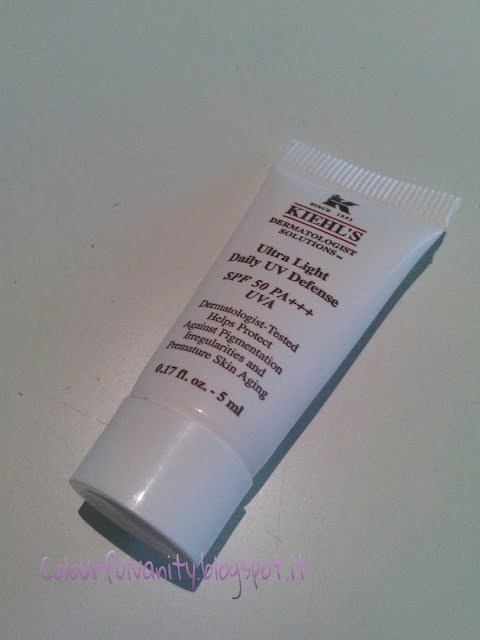 K
SINCE 1851
KIEHL'S
DERMATOLOGIST
SOLUTIONS™
Ultra Light
Daily UV Defense
SPF 50 PA+++
UVA
Dermatologist-Tested
Helps Protect
Against Pigmentation
Irregularities and
Premature Skin Aging
0.17 fl. oz. - 5 ml
Colourfulvanity.blogspot.it